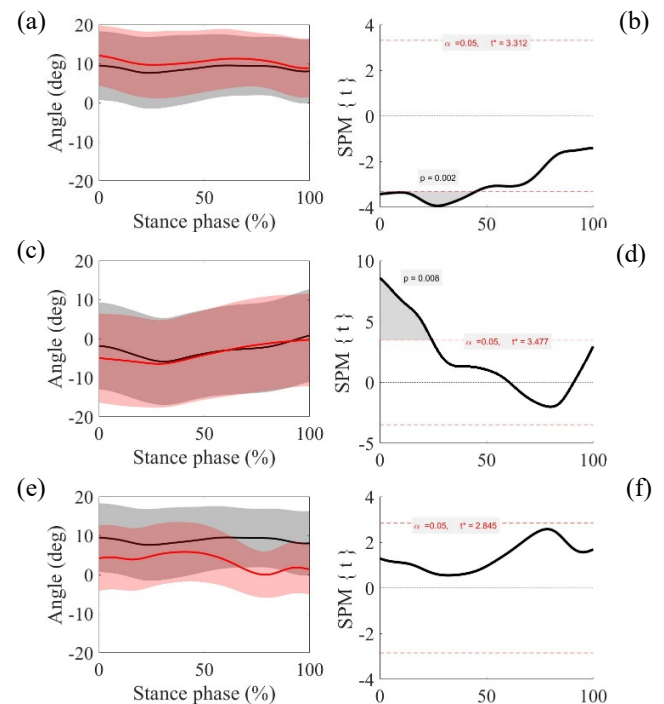 (a)
20
10
0
-10
-20
Angle (deg)
0 50 100
Stance phase (%)
(b)
4
2
0
-2
-4
SPM { t }
α =0.05, t* = 3.312
p = 0.002
0 50 100
(c)
20
10
0
-10
-20
Angle (deg)
0 50 100
Stance phase (%)
(d)
10
5
0
-5
SPM { t }
p = 0.008
α =0.05, t* = 3.477
0 50 100
(e)
20
10
0
-10
-20
Angle (deg)
0 50 100
Stance phase (%)
(f)
4
2
0
-2
-4
SPM { t }
α =0.05, t* = 2.845
0 50 100